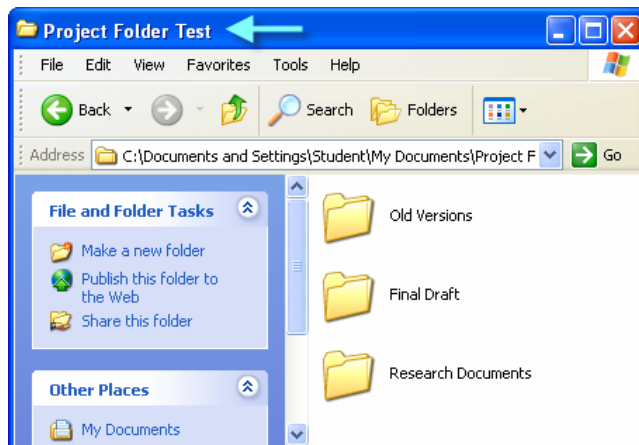 Project Folder Test
File Edit View Favorites Tools Help
Back Search Folders
Address C:\Documents and Settings\Student\My Documents\Project F Go
File and Folder Tasks
Make a new folder
Publish this folder to
the Web
Share this folder
Other Places
My Documents
Old Versions
Final Draft
Research Documents